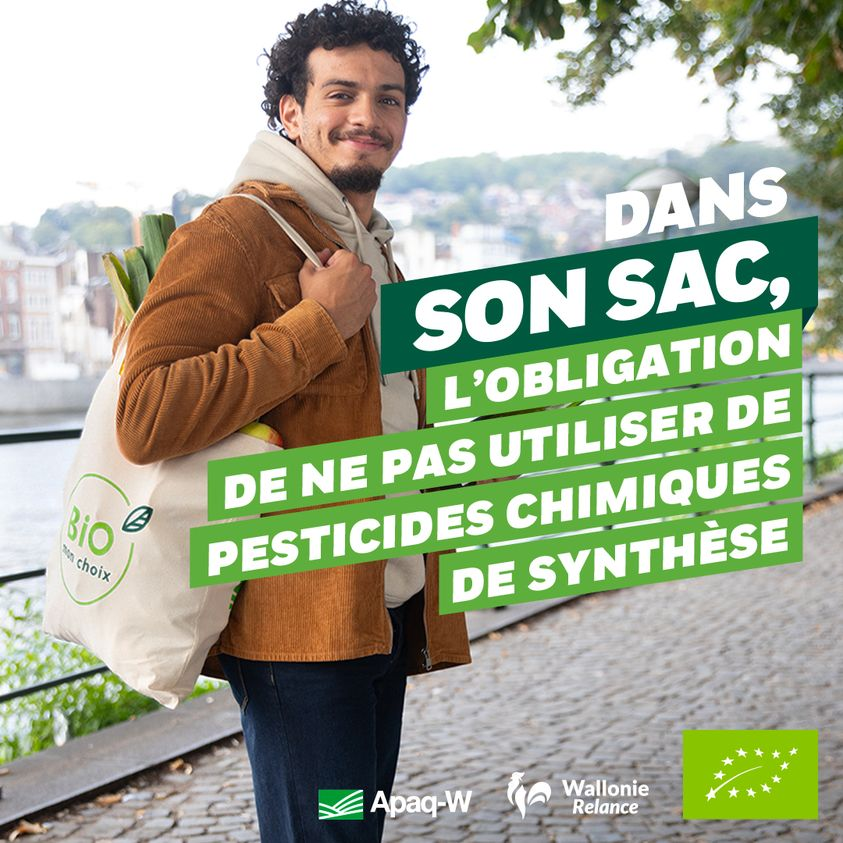 DANS
SON SAC,
L'OBLIGATION
DE NE PAS UTILISER DE
PESTICIDES CHIMIQUES
DE SYNTHÈSE
BiO
mon choix
Apaq-W
Wallonie
Relance